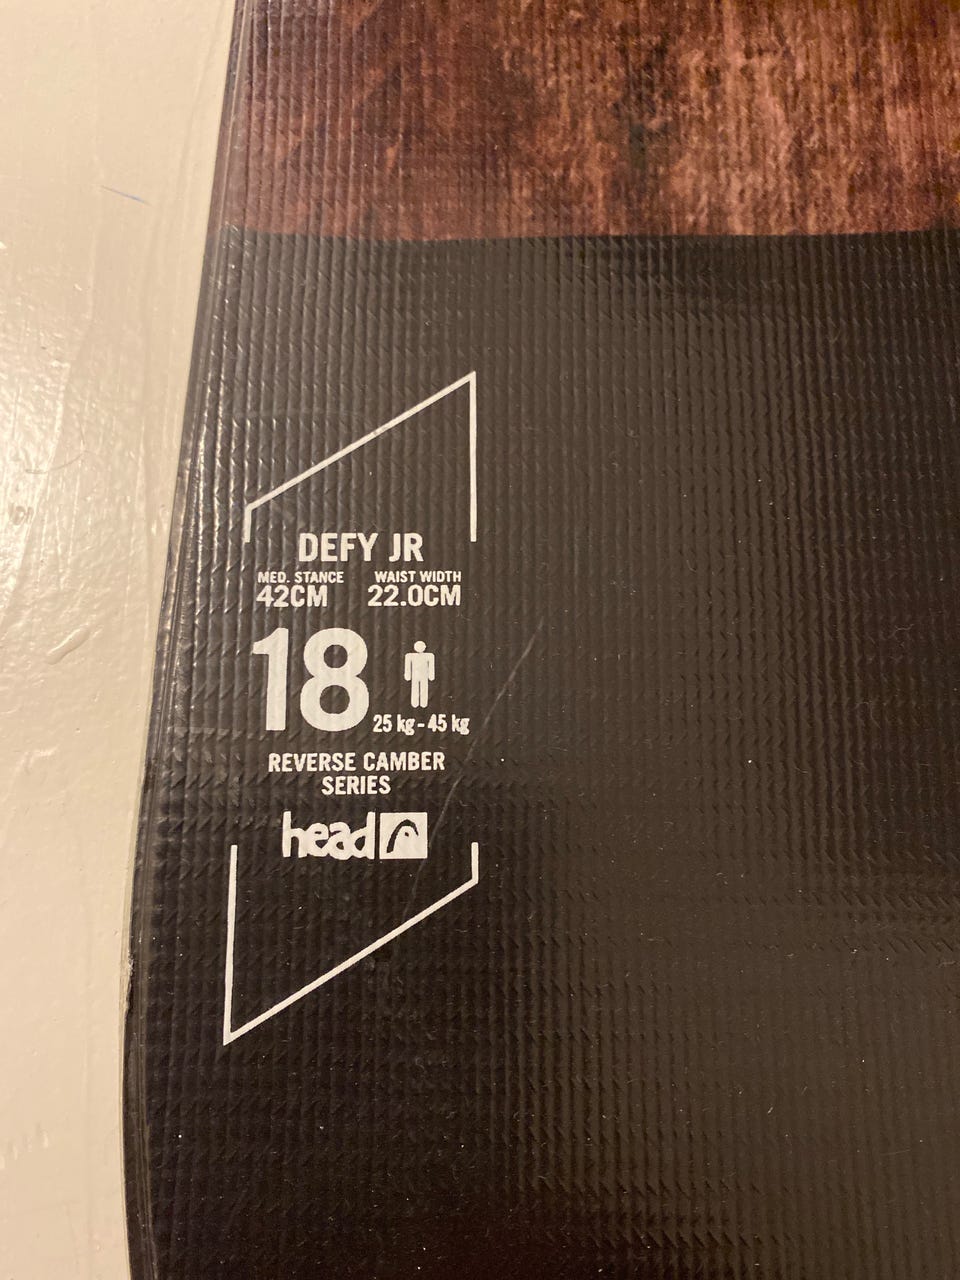 DEFY JR
MED. STANCE WAIST WIDTH
42CM 22.0CM
18
25 kg - 45 kg
REVERSE CAMBER
SERIES
head